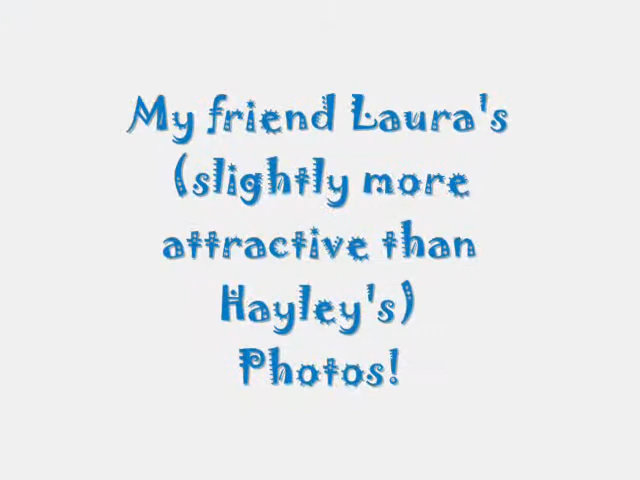 My friend Laura's
(slightly more
attractive than
Hayley's)
Photos!